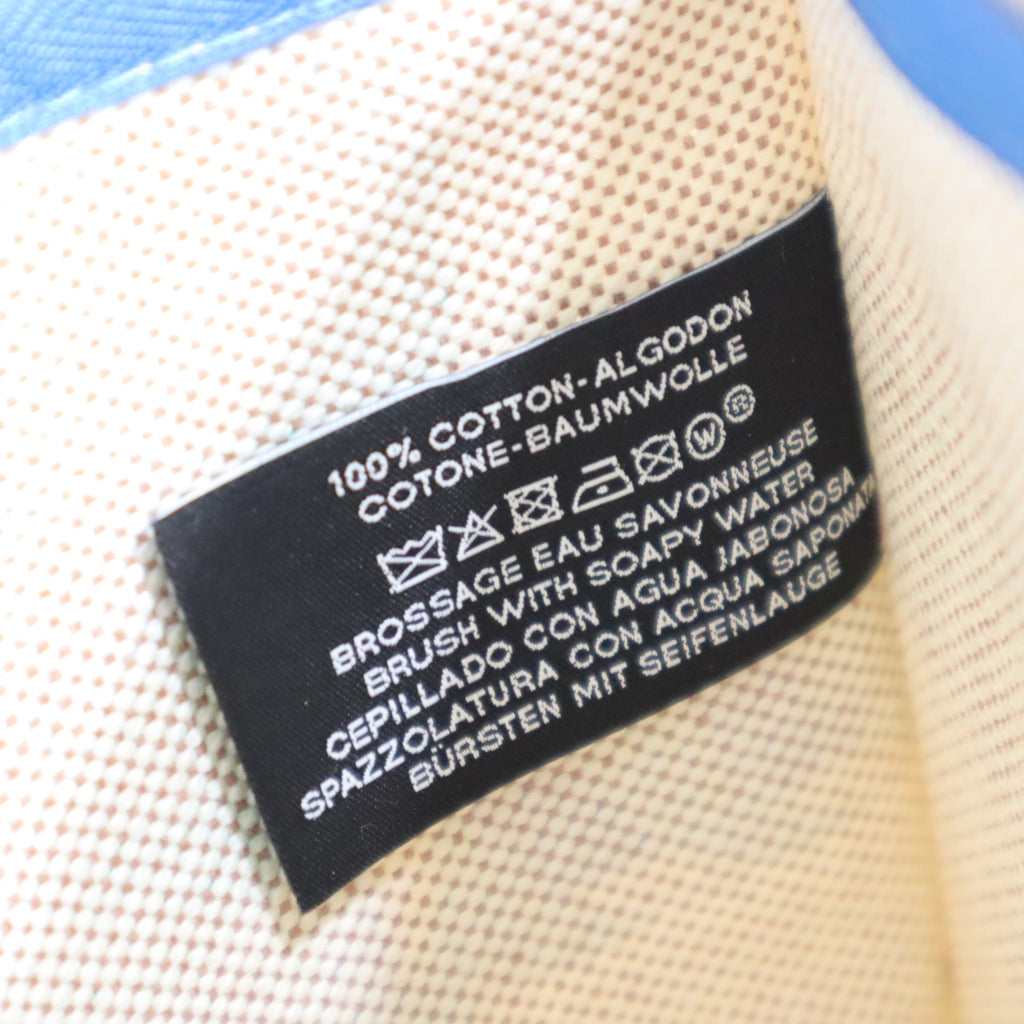 100% COTTON-ALGODON
COTONE-BAUMWOLLE
W ®
BROSSAGE EAU SAVONNEUSE
BRUSH WITH SOAPY WATER
CEPILLADO CON AGUA JABONOSA
SPAZZOLATURA CON ACQUA
BÜRSTEN MIT SEIFENLAUGE